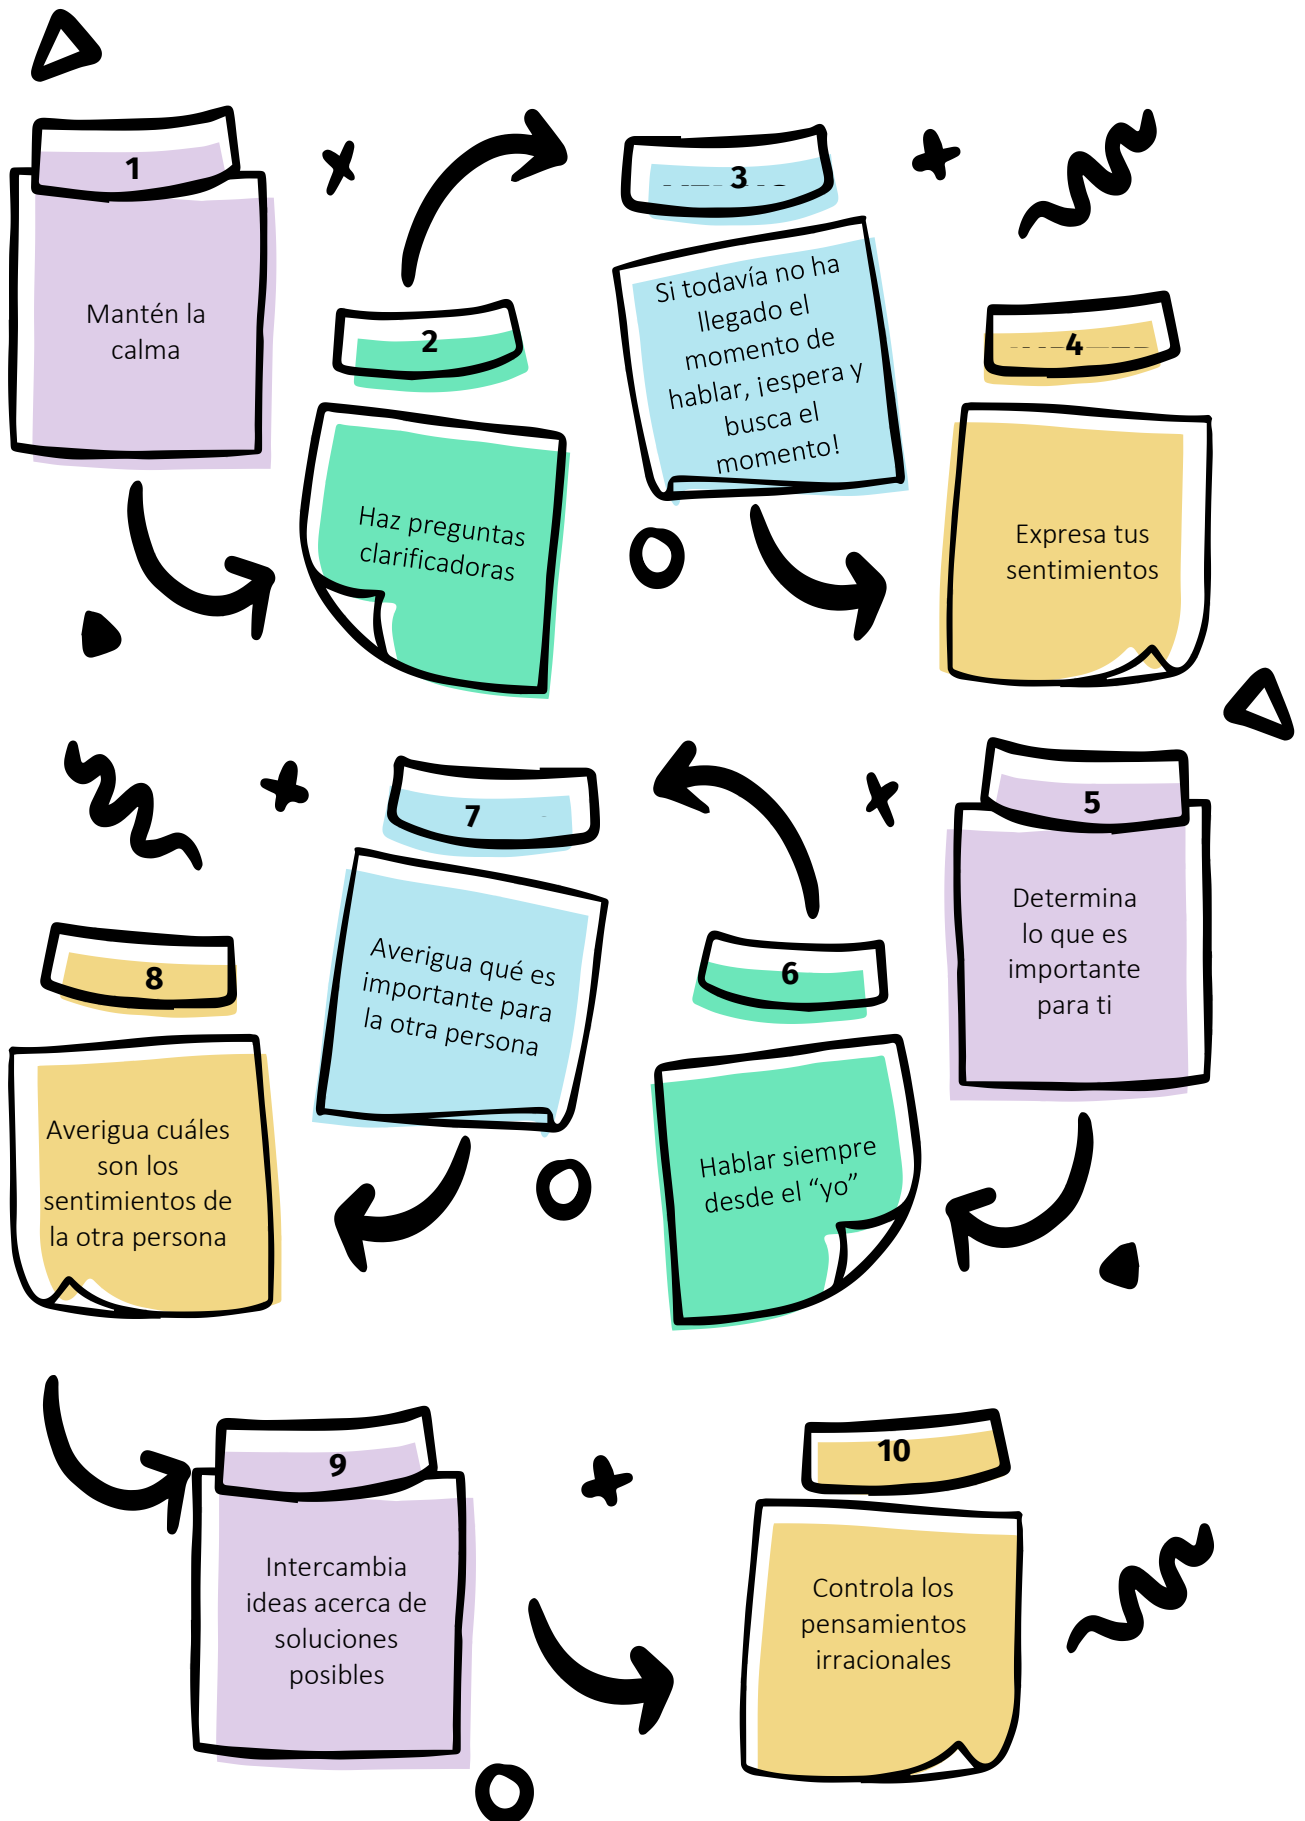 1
Mantén la
calma
2
Haz preguntas
clarificadoras
3
Si todavía no ha
llegado el
momento de
hablar, ¡espera y
busca el
momento!
4
Expresa tus
sentimientos
5
Determina
lo que es
importante
para ti
6
Hablar siempre
desde el “yo”
7
Averigua qué es
importante para
la otra persona
8
Averigua cuáles
son los
sentimientos de
la otra persona
9
Intercambia
ideas acerca de
soluciones
posibles
10
Controla los
pensamientos
irracionales